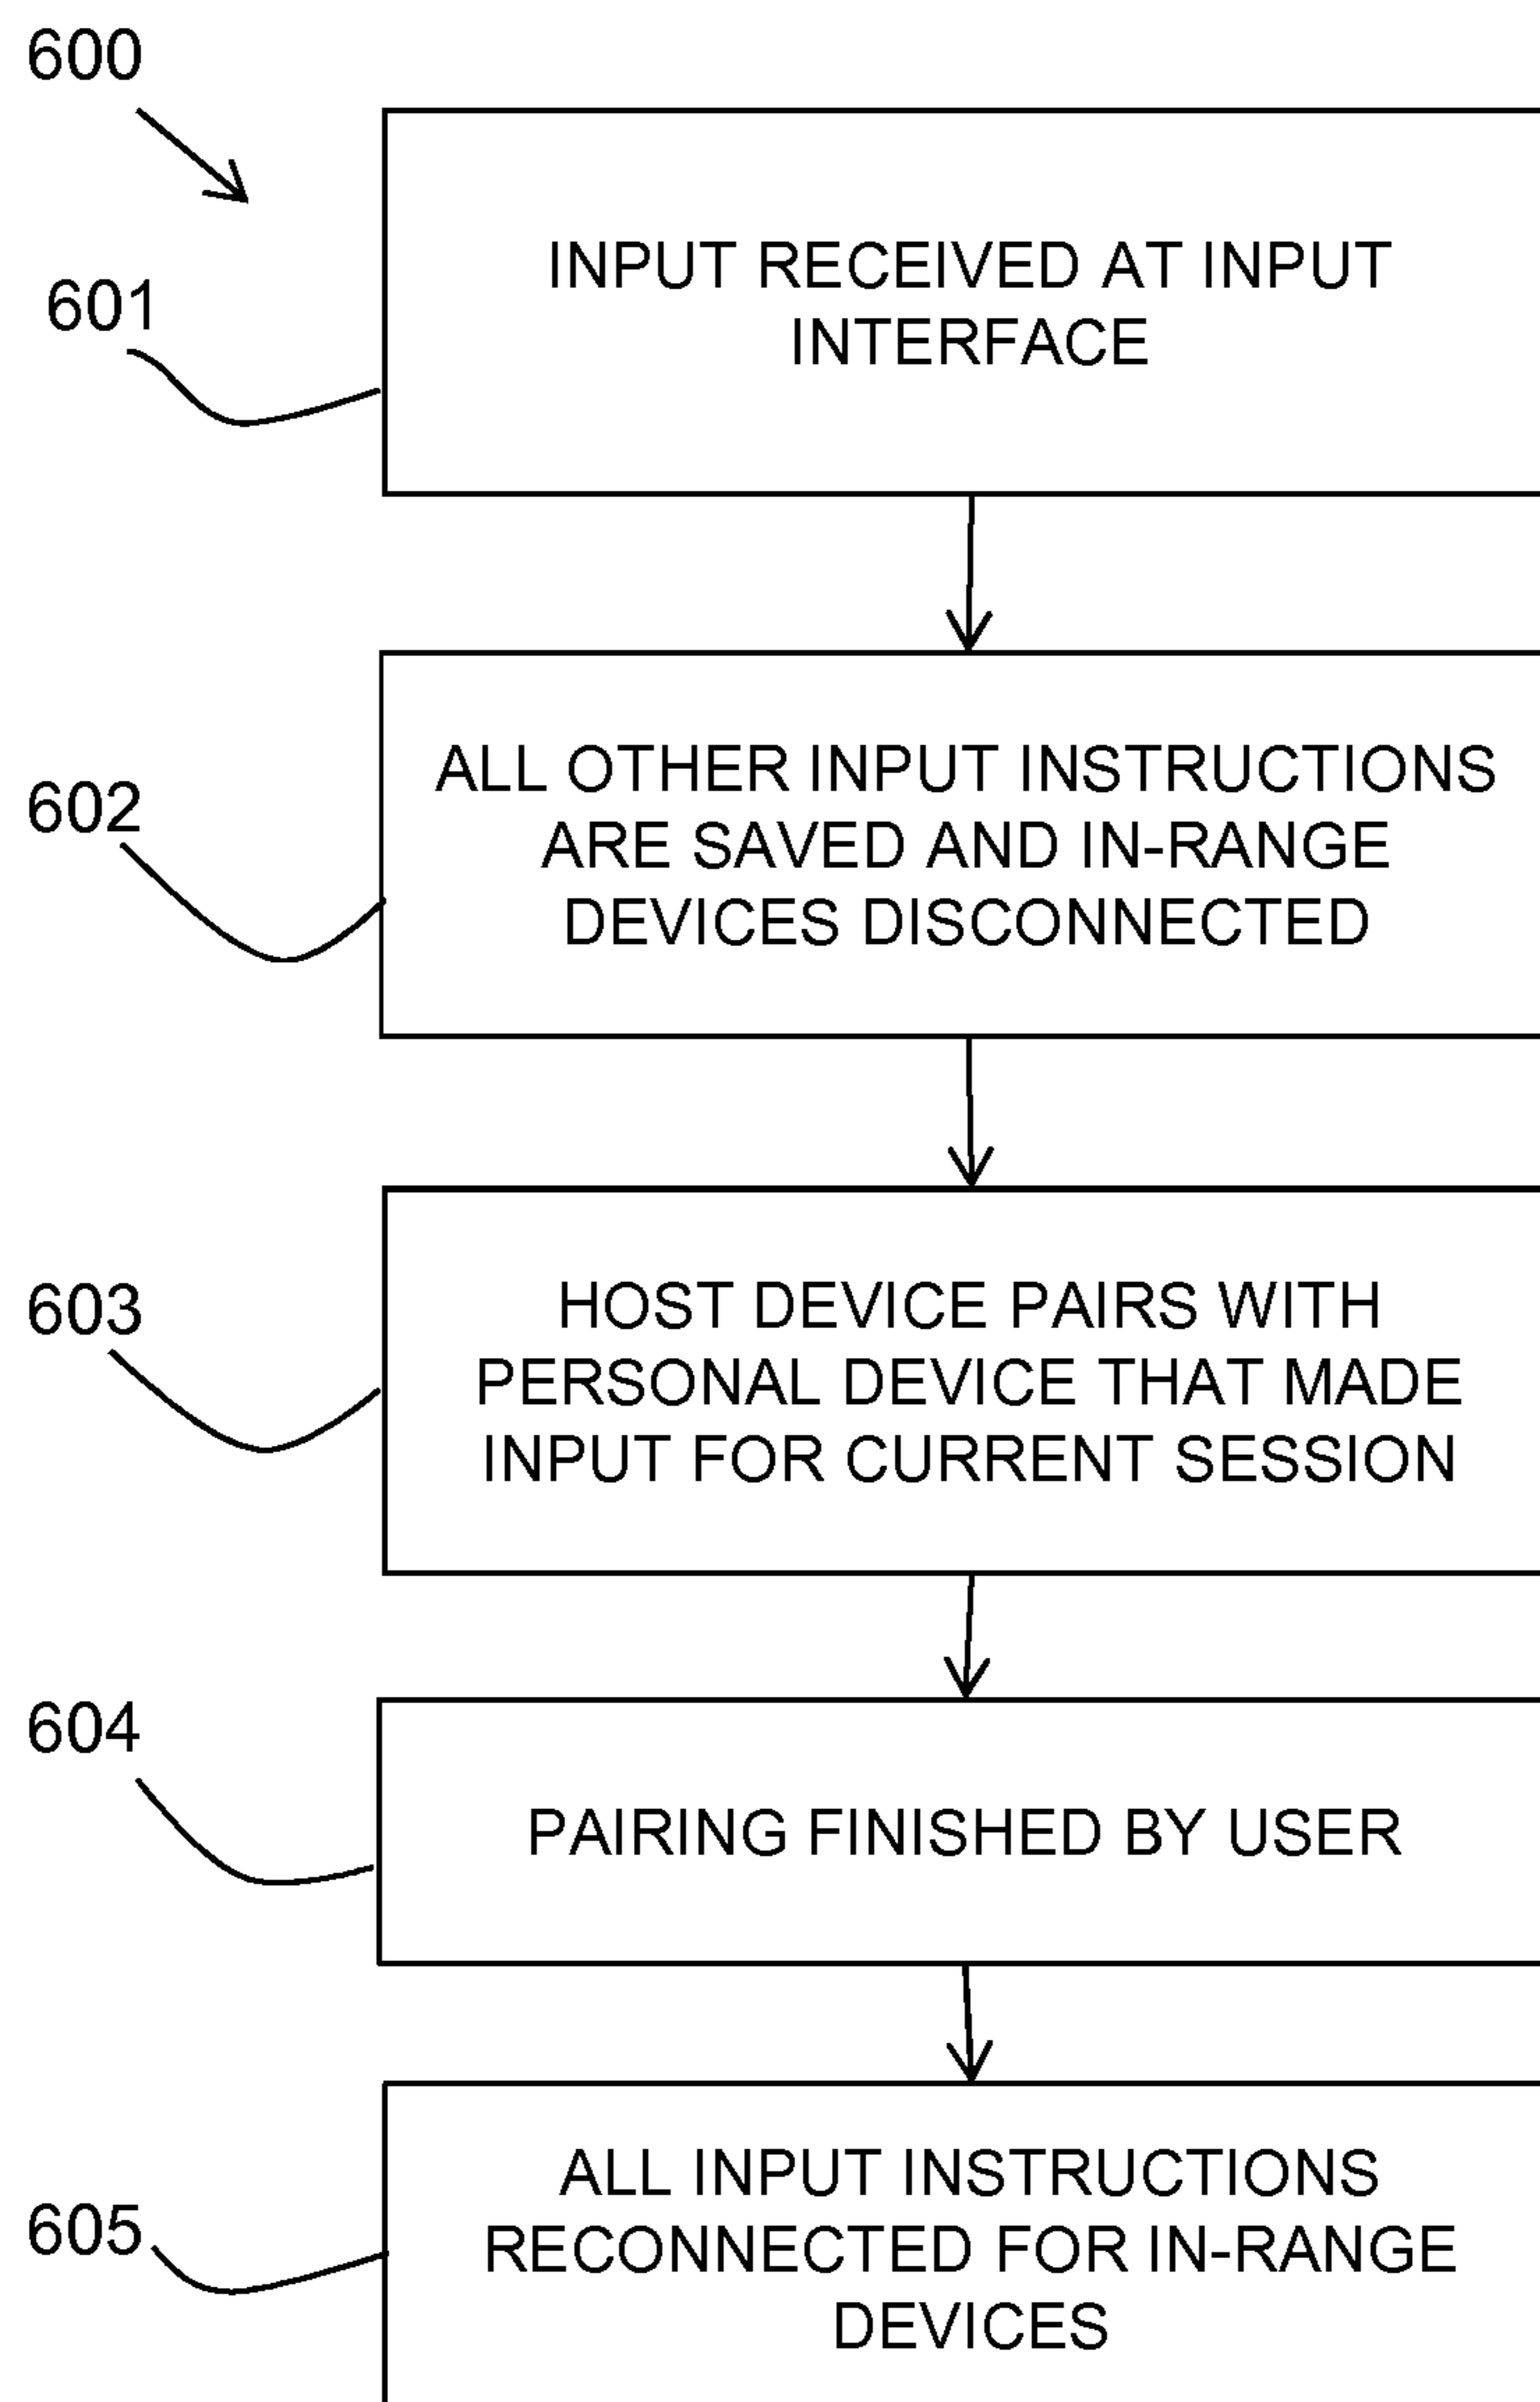 600
601
INPUT RECEIVED AT INPUT
INTERFACE
602
ALL OTHER INPUT INSTRUCTIONS
ARE SAVED AND IN-RANGE
DEVICES DISCONNECTED
603
HOST DEVICE PAIRS WITH
PERSONAL DEVICE THAT MADE
INPUT FOR CURRENT SESSION
604
PAIRING FINISHED BY USER
605
ALL INPUT INSTRUCTIONS
RECONNECTED FOR IN-RANGE
DEVICES